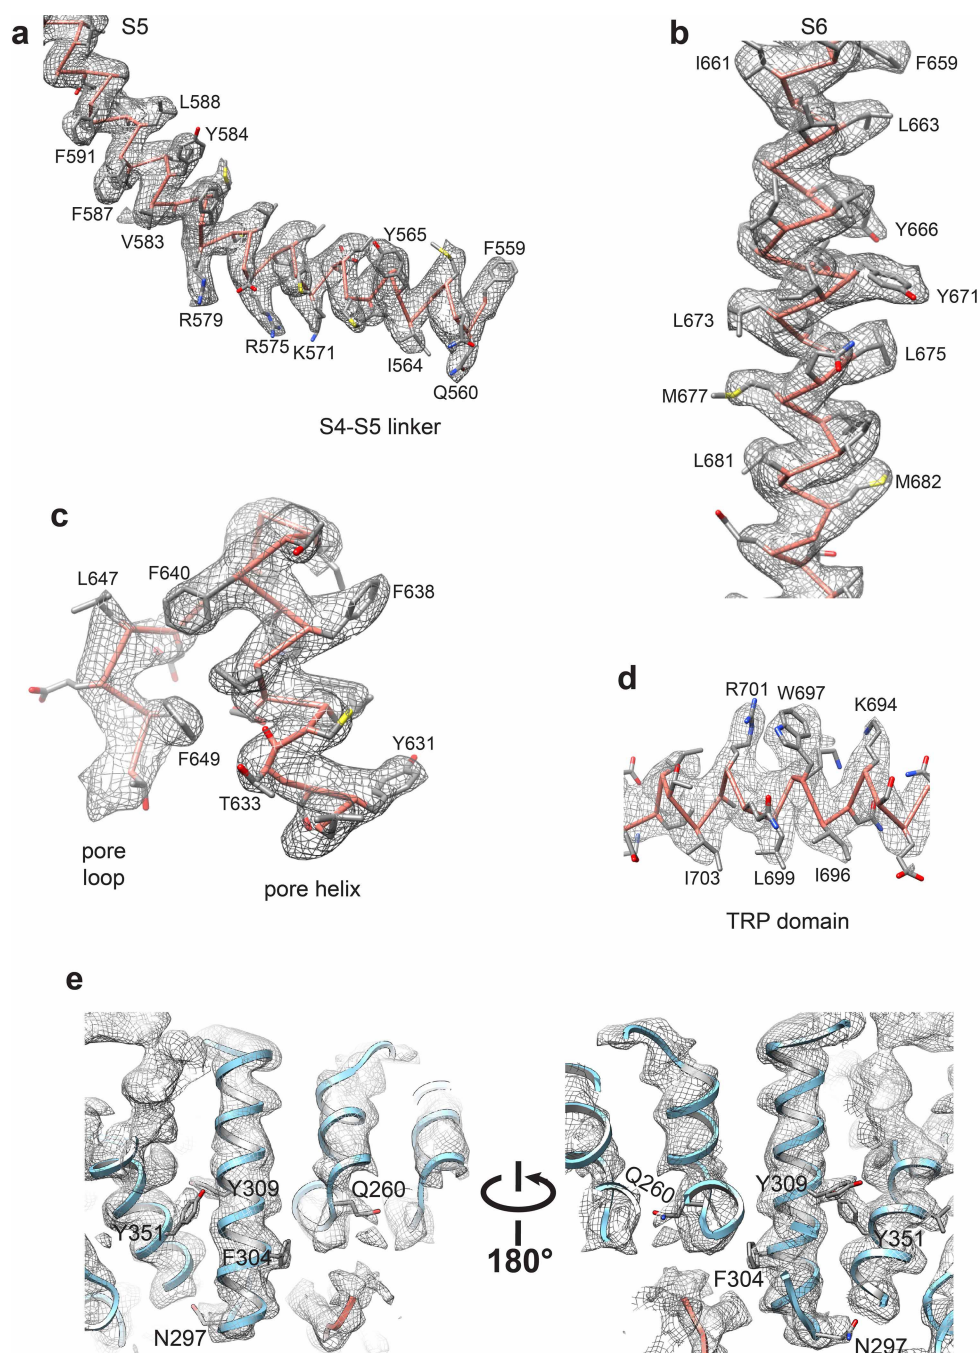 a
S5
L588
Y584
F591
F587
V583
Y565
F559
R579
R575
K571
I564
Q560
S4-S5 linker
b
S6
I661
F659
L663
Y666
Y671
L673
L675
M677
L681
M682
c
L647
F640
F638
F649
Y631
T633
pore
loop
pore helix
d
R701
W697
K694
I703
L699
I696
TRP domain
e
Y309
Q260
Y351
F304
N297
180°
Q260
Y309
Y351
F304
N297